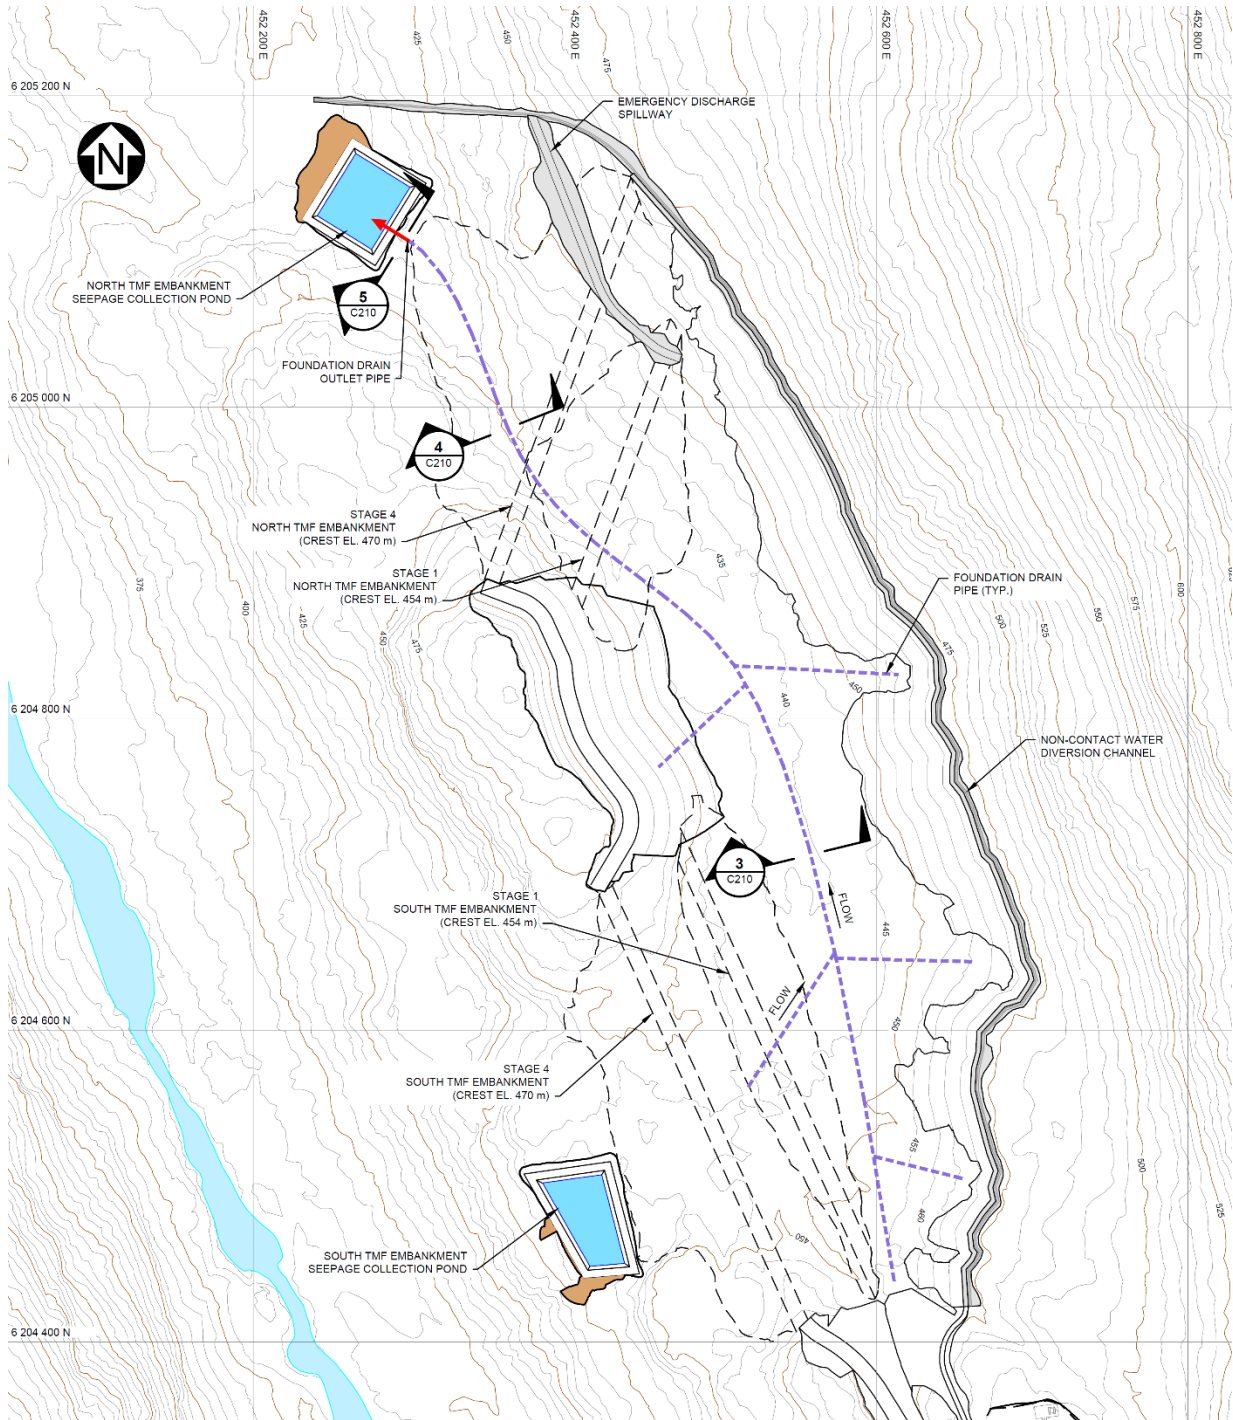 452 200 E
452 400 E
452 600 E
452 800 E
425
450
475
6 205 200 N
EMERGENCY DISCHARGE
SPILLWAY
N
NORTH TMF EMBANKMENT
SEEPAGE COLLECTION POND
5
C210
FOUNDATION DRAIN
OUTLET PIPE
6 205 000 N
4
C210
STAGE 4
NORTH TMF EMBANKMENT
(CREST EL. 470 m)
STAGE 1
NORTH TMF EMBANKMENT
(CREST EL. 454 m)
435
FOUNDATION DRAIN
PIPE (TYP.)
375
400
425
450
475
475
500
525
550
575
600
450
440
6 204 800 N
NON-CONTACT WATER
DIVERSION CHANNEL
3
C210
STAGE 1
SOUTH TMF EMBANKMENT
(CREST EL. 454 m)
FLOW
445
FLOW
6 204 600 N
450
STAGE 4
SOUTH TMF EMBANKMENT
(CREST EL. 470 m)
455
500
460
525
450
SOUTH TMF EMBANKMENT
SEEPAGE COLLECTION POND
6 204 400 N